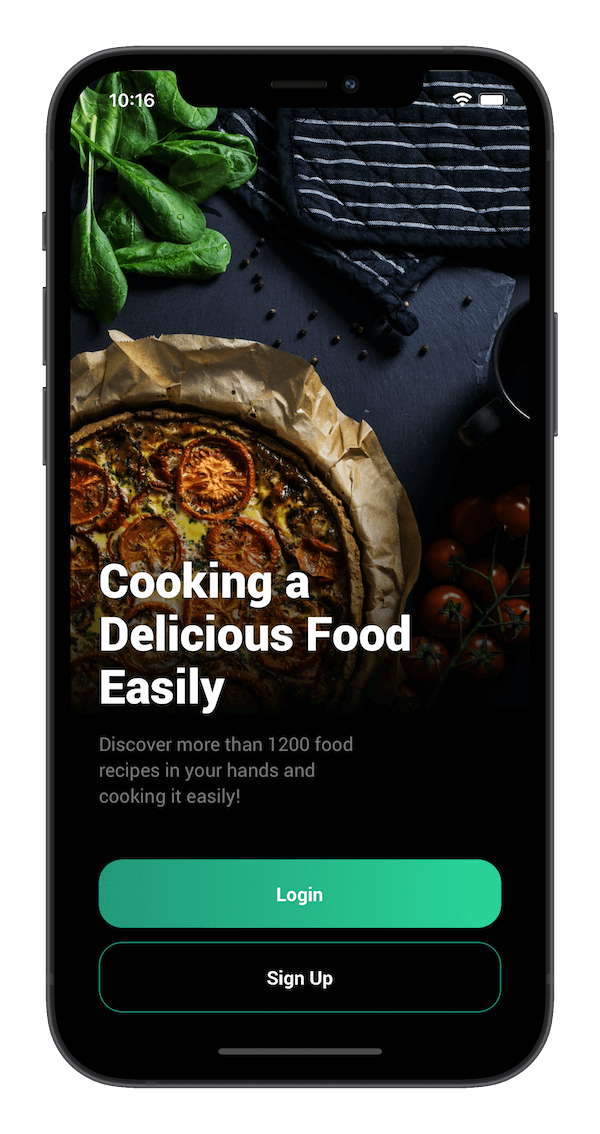 10:16
Cooking a
Delicious Food
Easily
Discover more than 1200 food
recipes in your hands and
cooking it easily!
Login
Sign Up